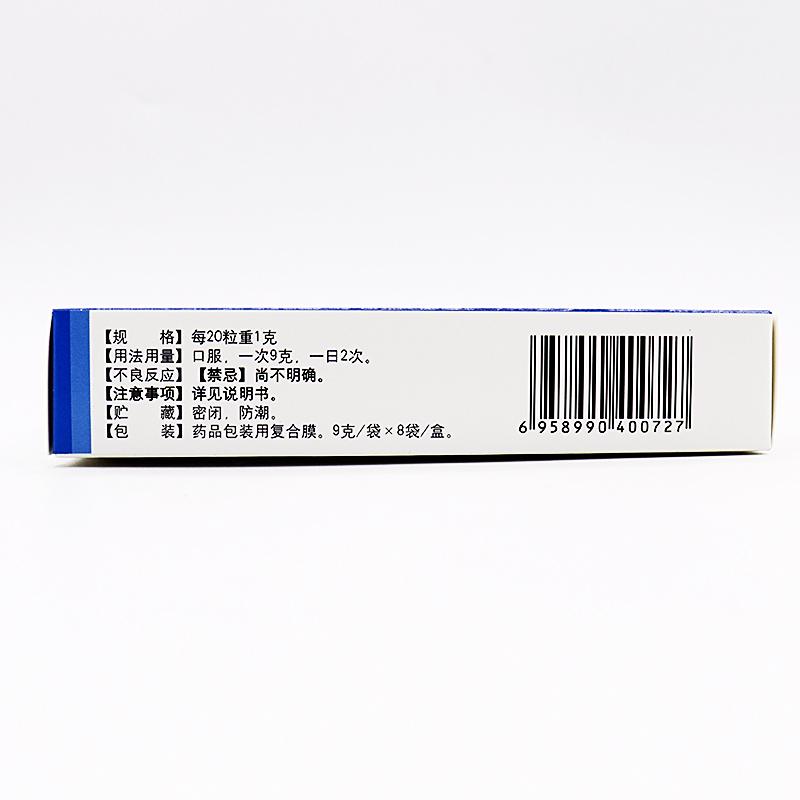 【规　　格】每20粒重1克
【用法用量】口服，一次9克，一日2次。
【不良反应】【禁忌】尚不明确。
【注意事项】详见说明书。
【贮　　藏】密闭，防潮。
【包　　装】药品包装用复合膜。9克/袋×8袋/盒。
6 958990 400727